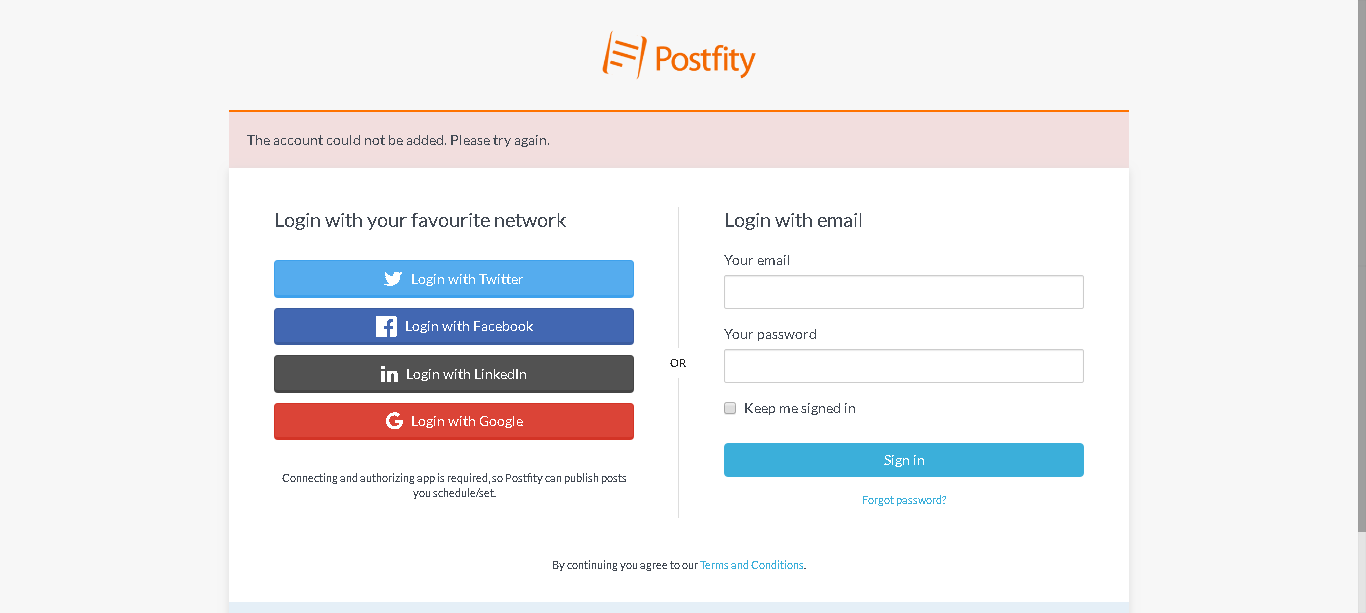 Postfity
The account could not be added. Please try again.
Login with your favourite network
Login with Twitter
Login with Facebook
Login with LinkedIn
Login with Google
Connecting and authorizing app is required, so Postfity can publish posts
you schedule/set.
OR
Login with email
Your email
Your password
Keep me signed in
Sign in
Forgot password?
By continuing you agree to our Terms and Conditions.